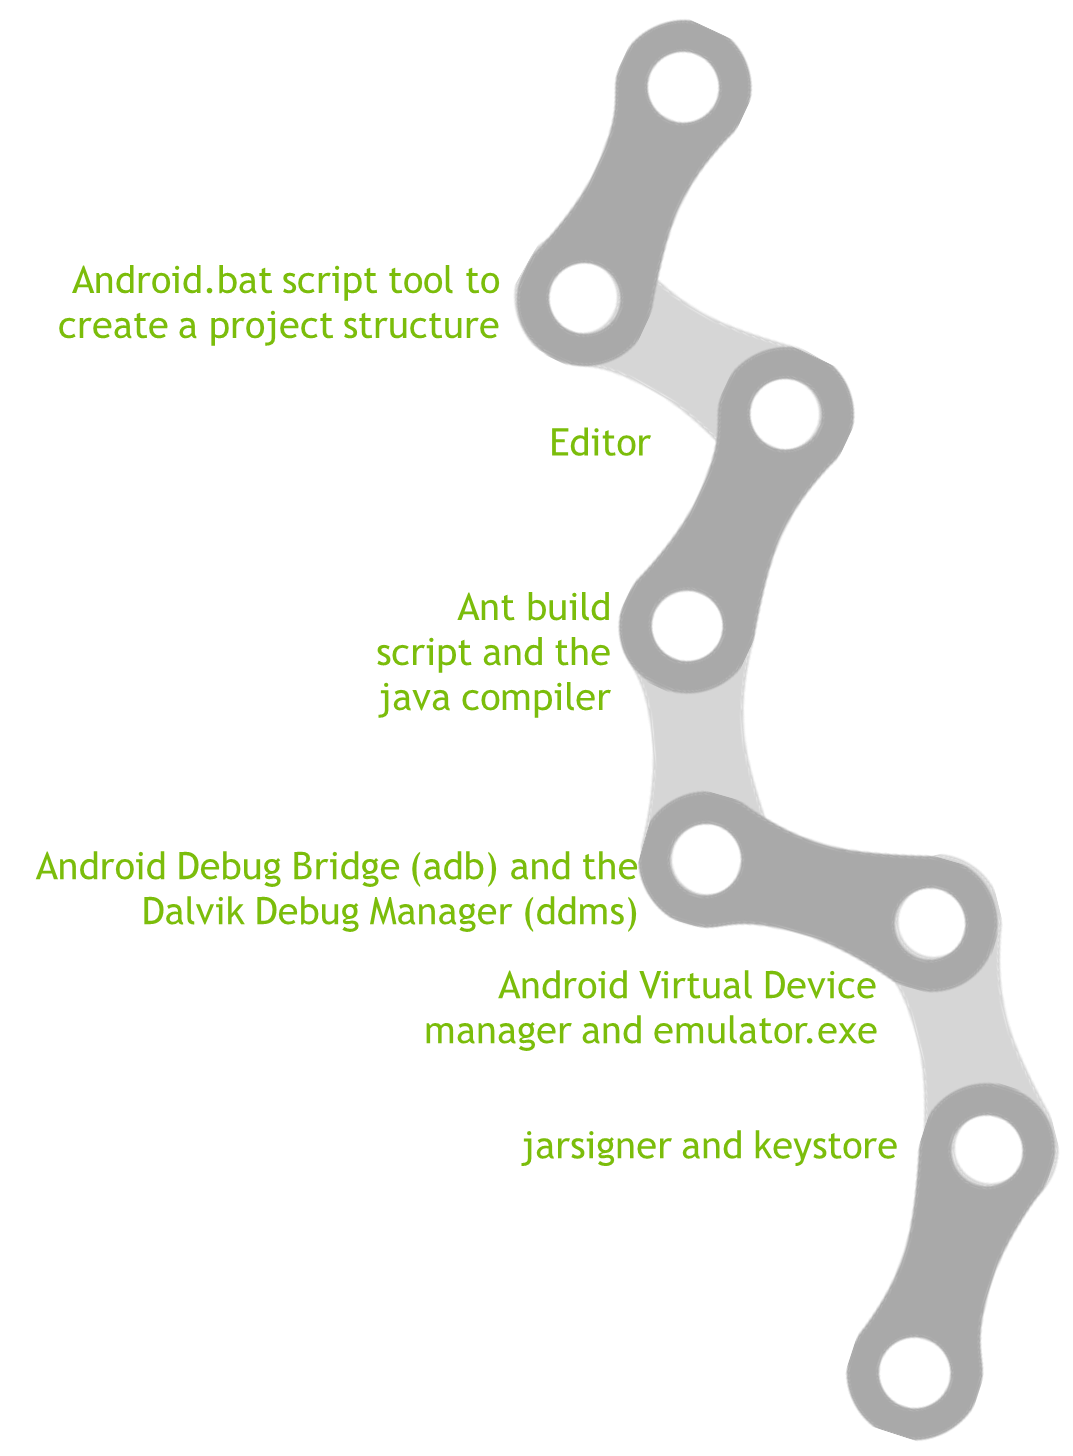 Android.bat script tool to
create a project structure
Editor
Ant build
script and the
java compiler
Android Debug Bridge (adb) and the
Dalvik Debug Manager (ddms)
Android Virtual Device
manager and emulator.exe
jarsigner and keystore